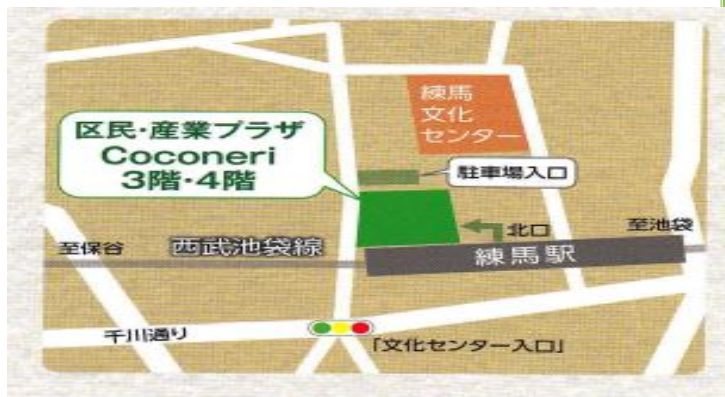 練馬
文化
センター
区民・産業プラザ
Coconeri
3階・4階
駐車場入口
北口
至池袋
至保谷
西武池袋線
練馬駅
千川通り
「文化センター入口」